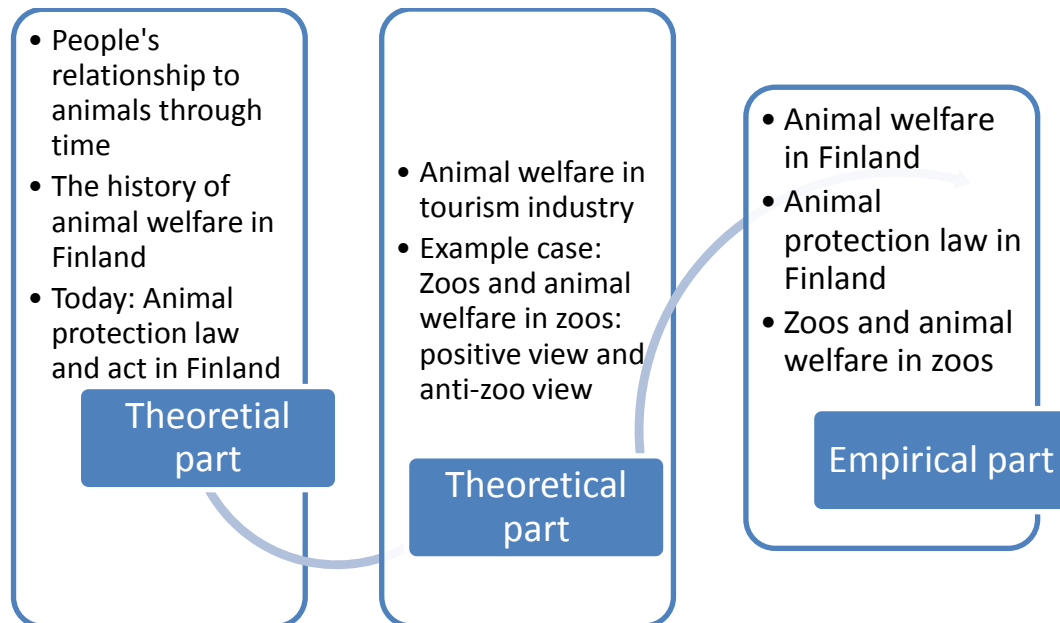 • People's
relationship to
animals through
time
• The history of
animal welfare in
Finland
• Today: Animal
protection law
and act in Finland
Theoretial
part
• Animal welfare in
tourism industry
• Example case:
Zoos and animal
welfare in zoos:
positive view and
anti-zoo view
Theoretical
part
• Animal welfare
in Finland
• Animal
protection law in
Finland
• Zoos and animal
welfare in zoos
Empirical part